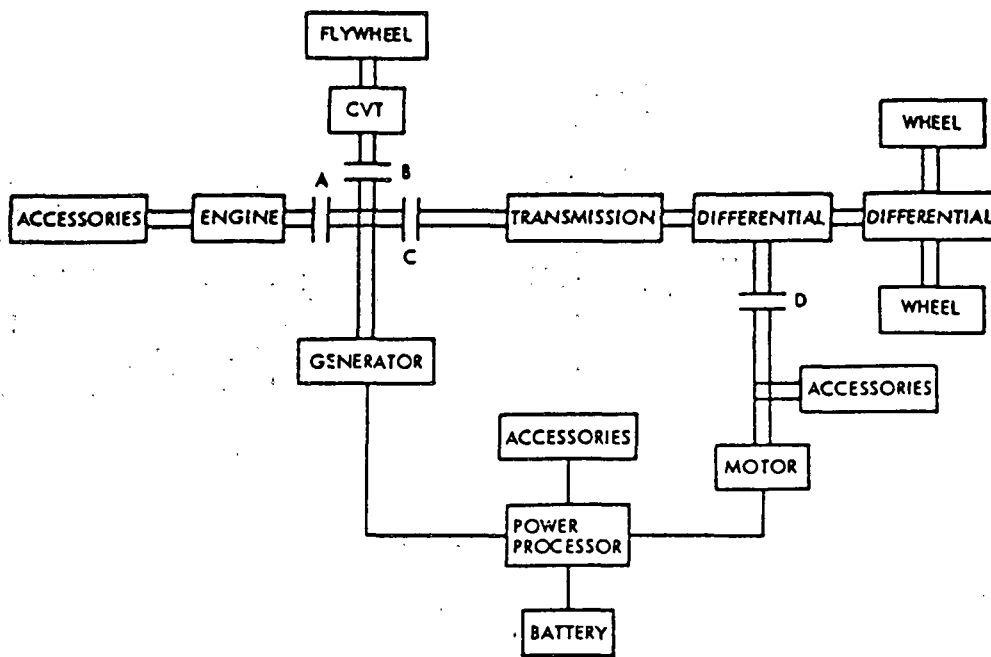 FLYWHEEL
CVT
WHEEL
A
B
ACCESSORIES
ENGINE
TRANSMISSION
DIFFERENTIAL
DIFFERENTIAL
C
D
WHEEL
GENERATOR
ACCESSORIES
ACCESSORIES
MOTOR
POWER
PROCESSOR
BATTERY